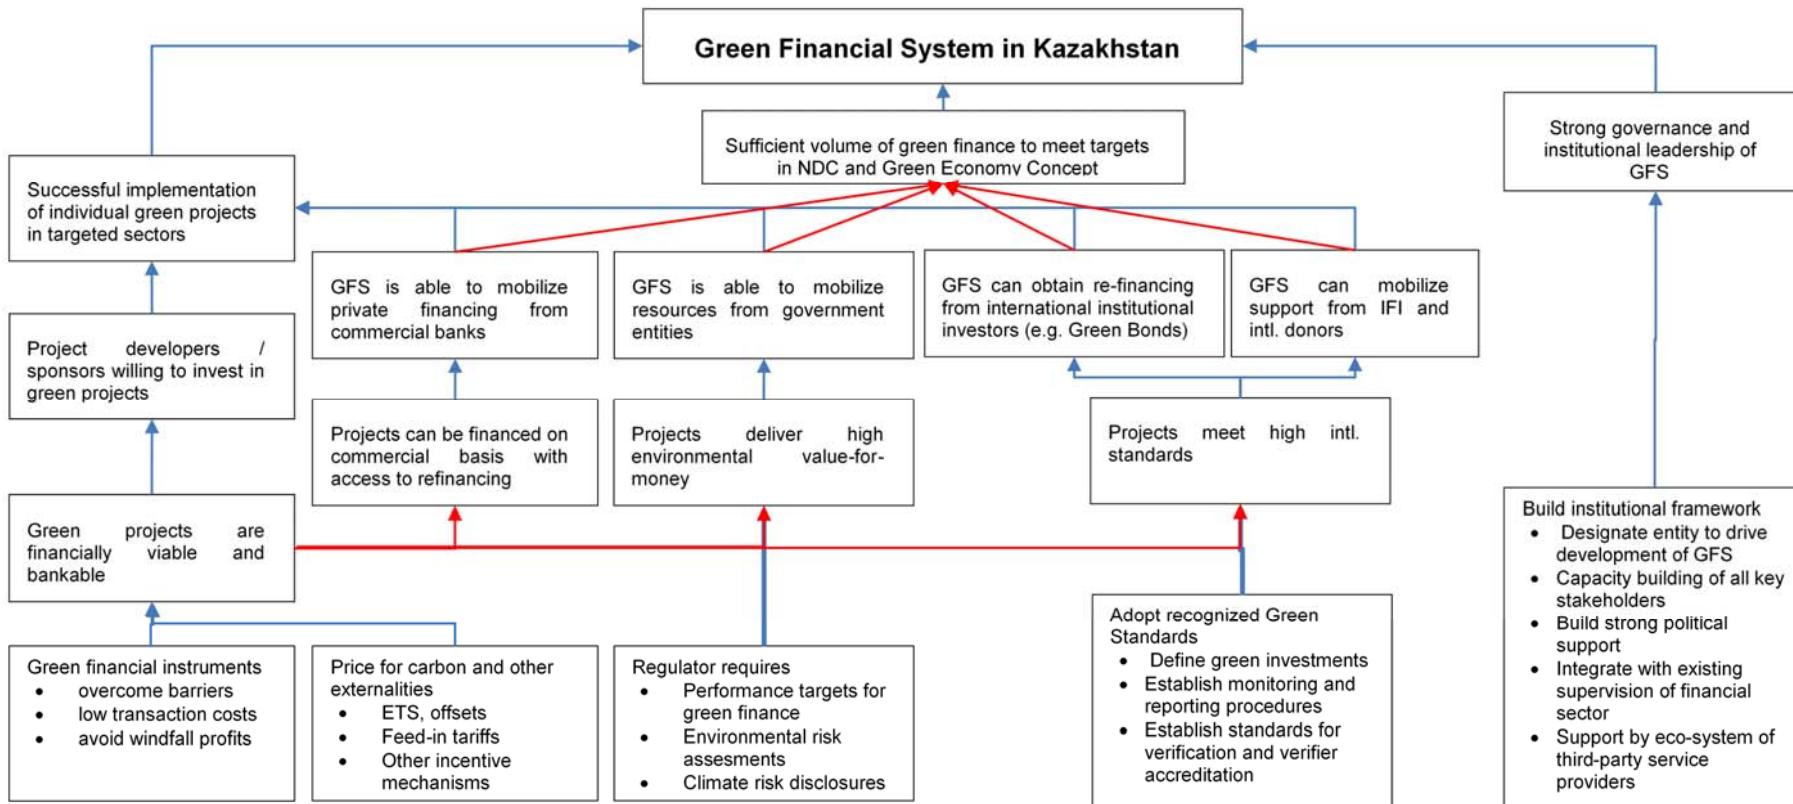 Green Financial System in Kazakhstan
Sufficient volume of green finance to meet targets
in NDC and Green Economy Concept
Strong governance and
institutional leadership of
GFS
Successful implementation
of individual green projects
in targeted sectors
GFS is able to mobilize
private financing from
commercial banks
GFS is able to mobilize
resources from government
entities
GFS can obtain re-financing
from international institutional
investors (e.g. Green Bonds)
GFS can mobilize
support from IFI and
intl. donors
Project developers /
sponsors willing to invest in
green projects
Projects can be financed on
commercial basis with
access to refinancing
Projects deliver high
environmental value-for-
money
Projects meet high intl.
standards
Green projects are
financially viable and
bankable
Build institutional framework
• Designate entity to drive
development of GFS
• Capacity building of all key
stakeholders
• Build strong political
support
• Integrate with existing
supervision of financial
sector
• Support by eco-system of
third-party service
providers
Green financial instruments
• overcome barriers
• low transaction costs
• avoid windfall profits
Price for carbon and other
externalities
• ETS, offsets
• Feed-in tariffs
• Other incentive
mechanisms
Regulator requires
• Performance targets for
green finance
• Environmental risk
assesments
• Climate risk disclosures
Adopt recognized Green
Standards
• Define green investments
• Establish monitoring and
reporting procedures
• Establish standards for
verification and verifier
accreditation